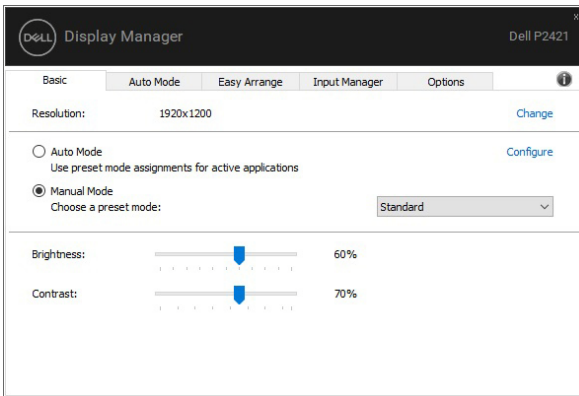 DELL Display Manager Dell P2421
Basic Auto Mode Easy Arrange Input Manager Options
Resolution: 1920x1200 Change
Auto Mode Configure
Use preset mode assignments for active applications
Manual Mode
Choose a preset mode: Standard
Brightness: 60%
Contrast: 70%